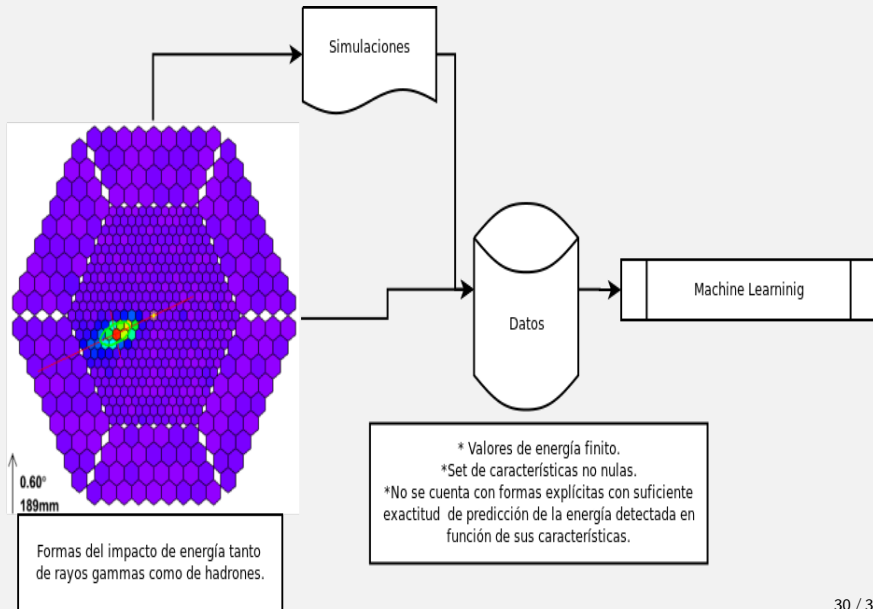 Simulaciones
Datos
Machine Learninig
0.60°
189mm
Formas del impacto de energía tanto
de rayos gammas como de hadrones.
* Valores de energía finito.
*Set de características no nulas.
*No se cuenta con formas explícitas con suficiente
exactitud de predicción de la energía detectada en
función de sus características.
30 / 3